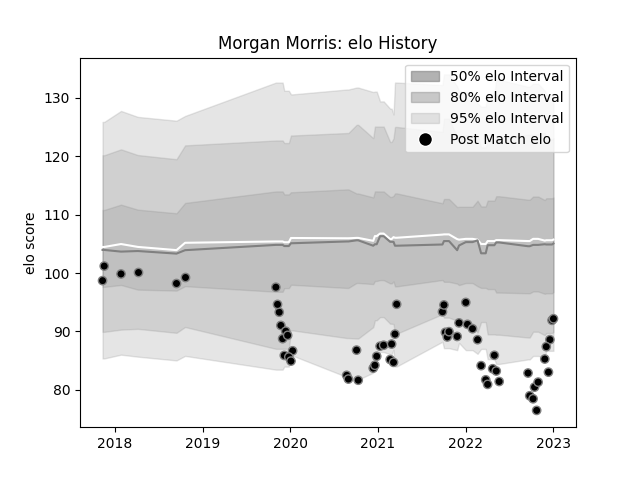 Morgan Morris: elo History
50% elo Interval
80% elo Interval
95% elo Interval
Post Match elo
elo score
130
120
110
100
90
80
2018 2019 2020 2021 2022 2023